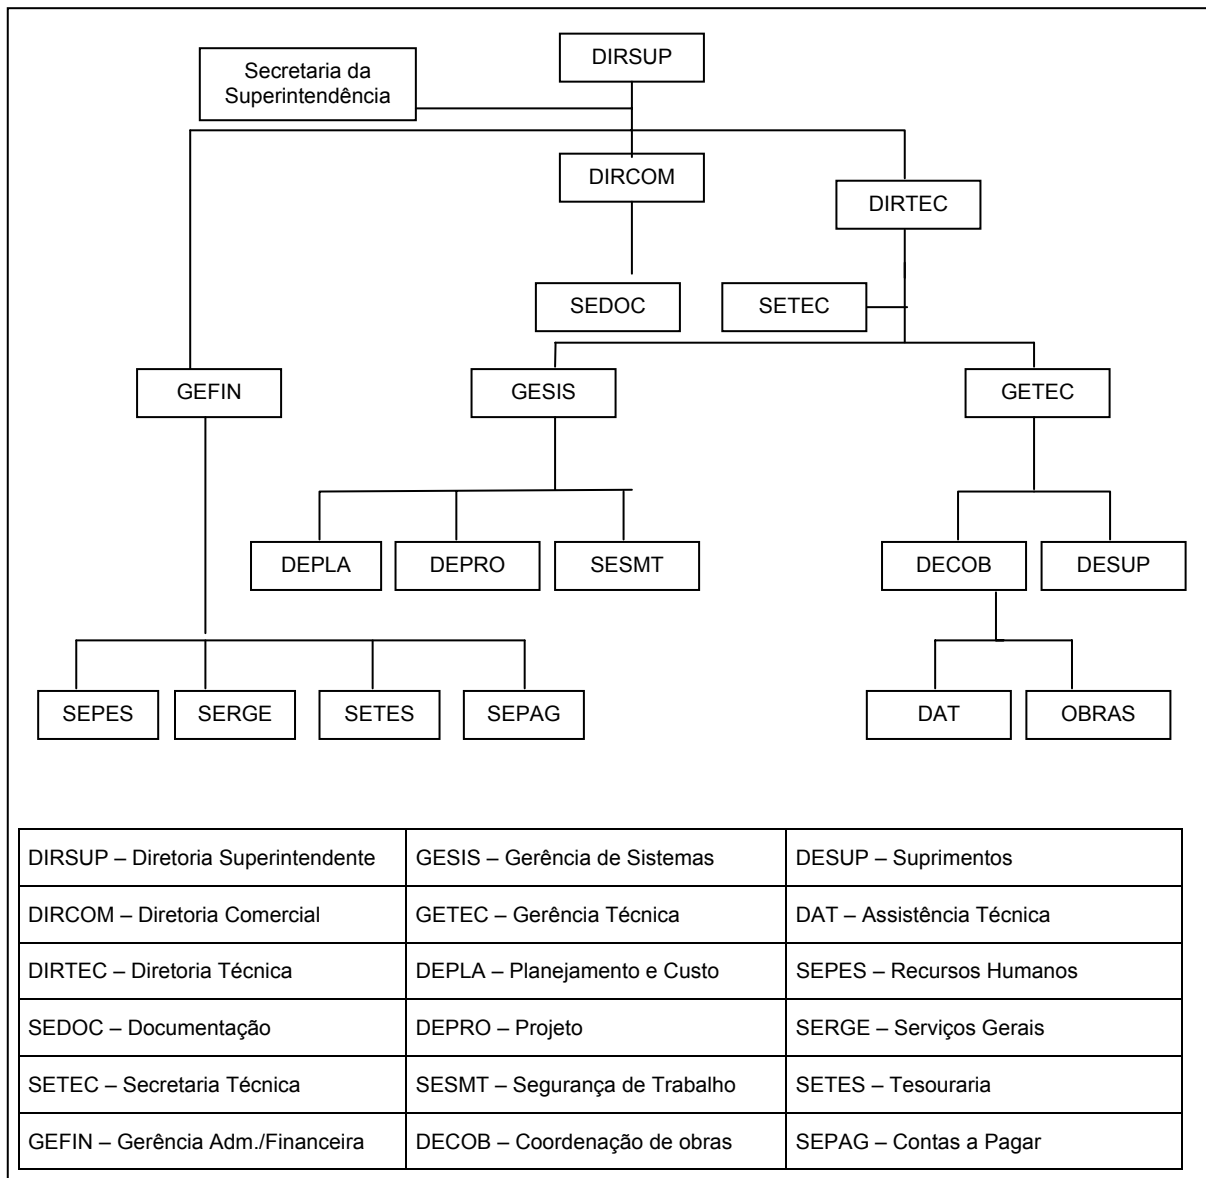 DIRSUP
Secretaria da
Superintendência
DIRCOM
DIRTEC
SEDOC
SETEC
GEFIN
GESIS
GETEC
DEPLA
DEPRO
SESMT
DECOB
DESUP
SEPES
SERGE
SETES
SEPAG
DAT
OBRAS
DIRSUP – Diretoria Superintendente
GESIS – Gerência de Sistemas
DESUP – Suprimentos
DIRCOM – Diretoria Comercial
GETEC – Gerência Técnica
DAT – Assistência Técnica
DIRTEC – Diretoria Técnica
DEPLA – Planejamento e Custo
SEPES – Recursos Humanos
SEDOC – Documentação
DEPRO – Projeto
SERGE – Serviços Gerais
SETEC – Secretaria Técnica
SESMT – Segurança de Trabalho
SETES – Tesouraria
GEFIN – Gerência Adm./Financeira
DECOB – Coordenação de obras
SEPAG – Contas a Pagar